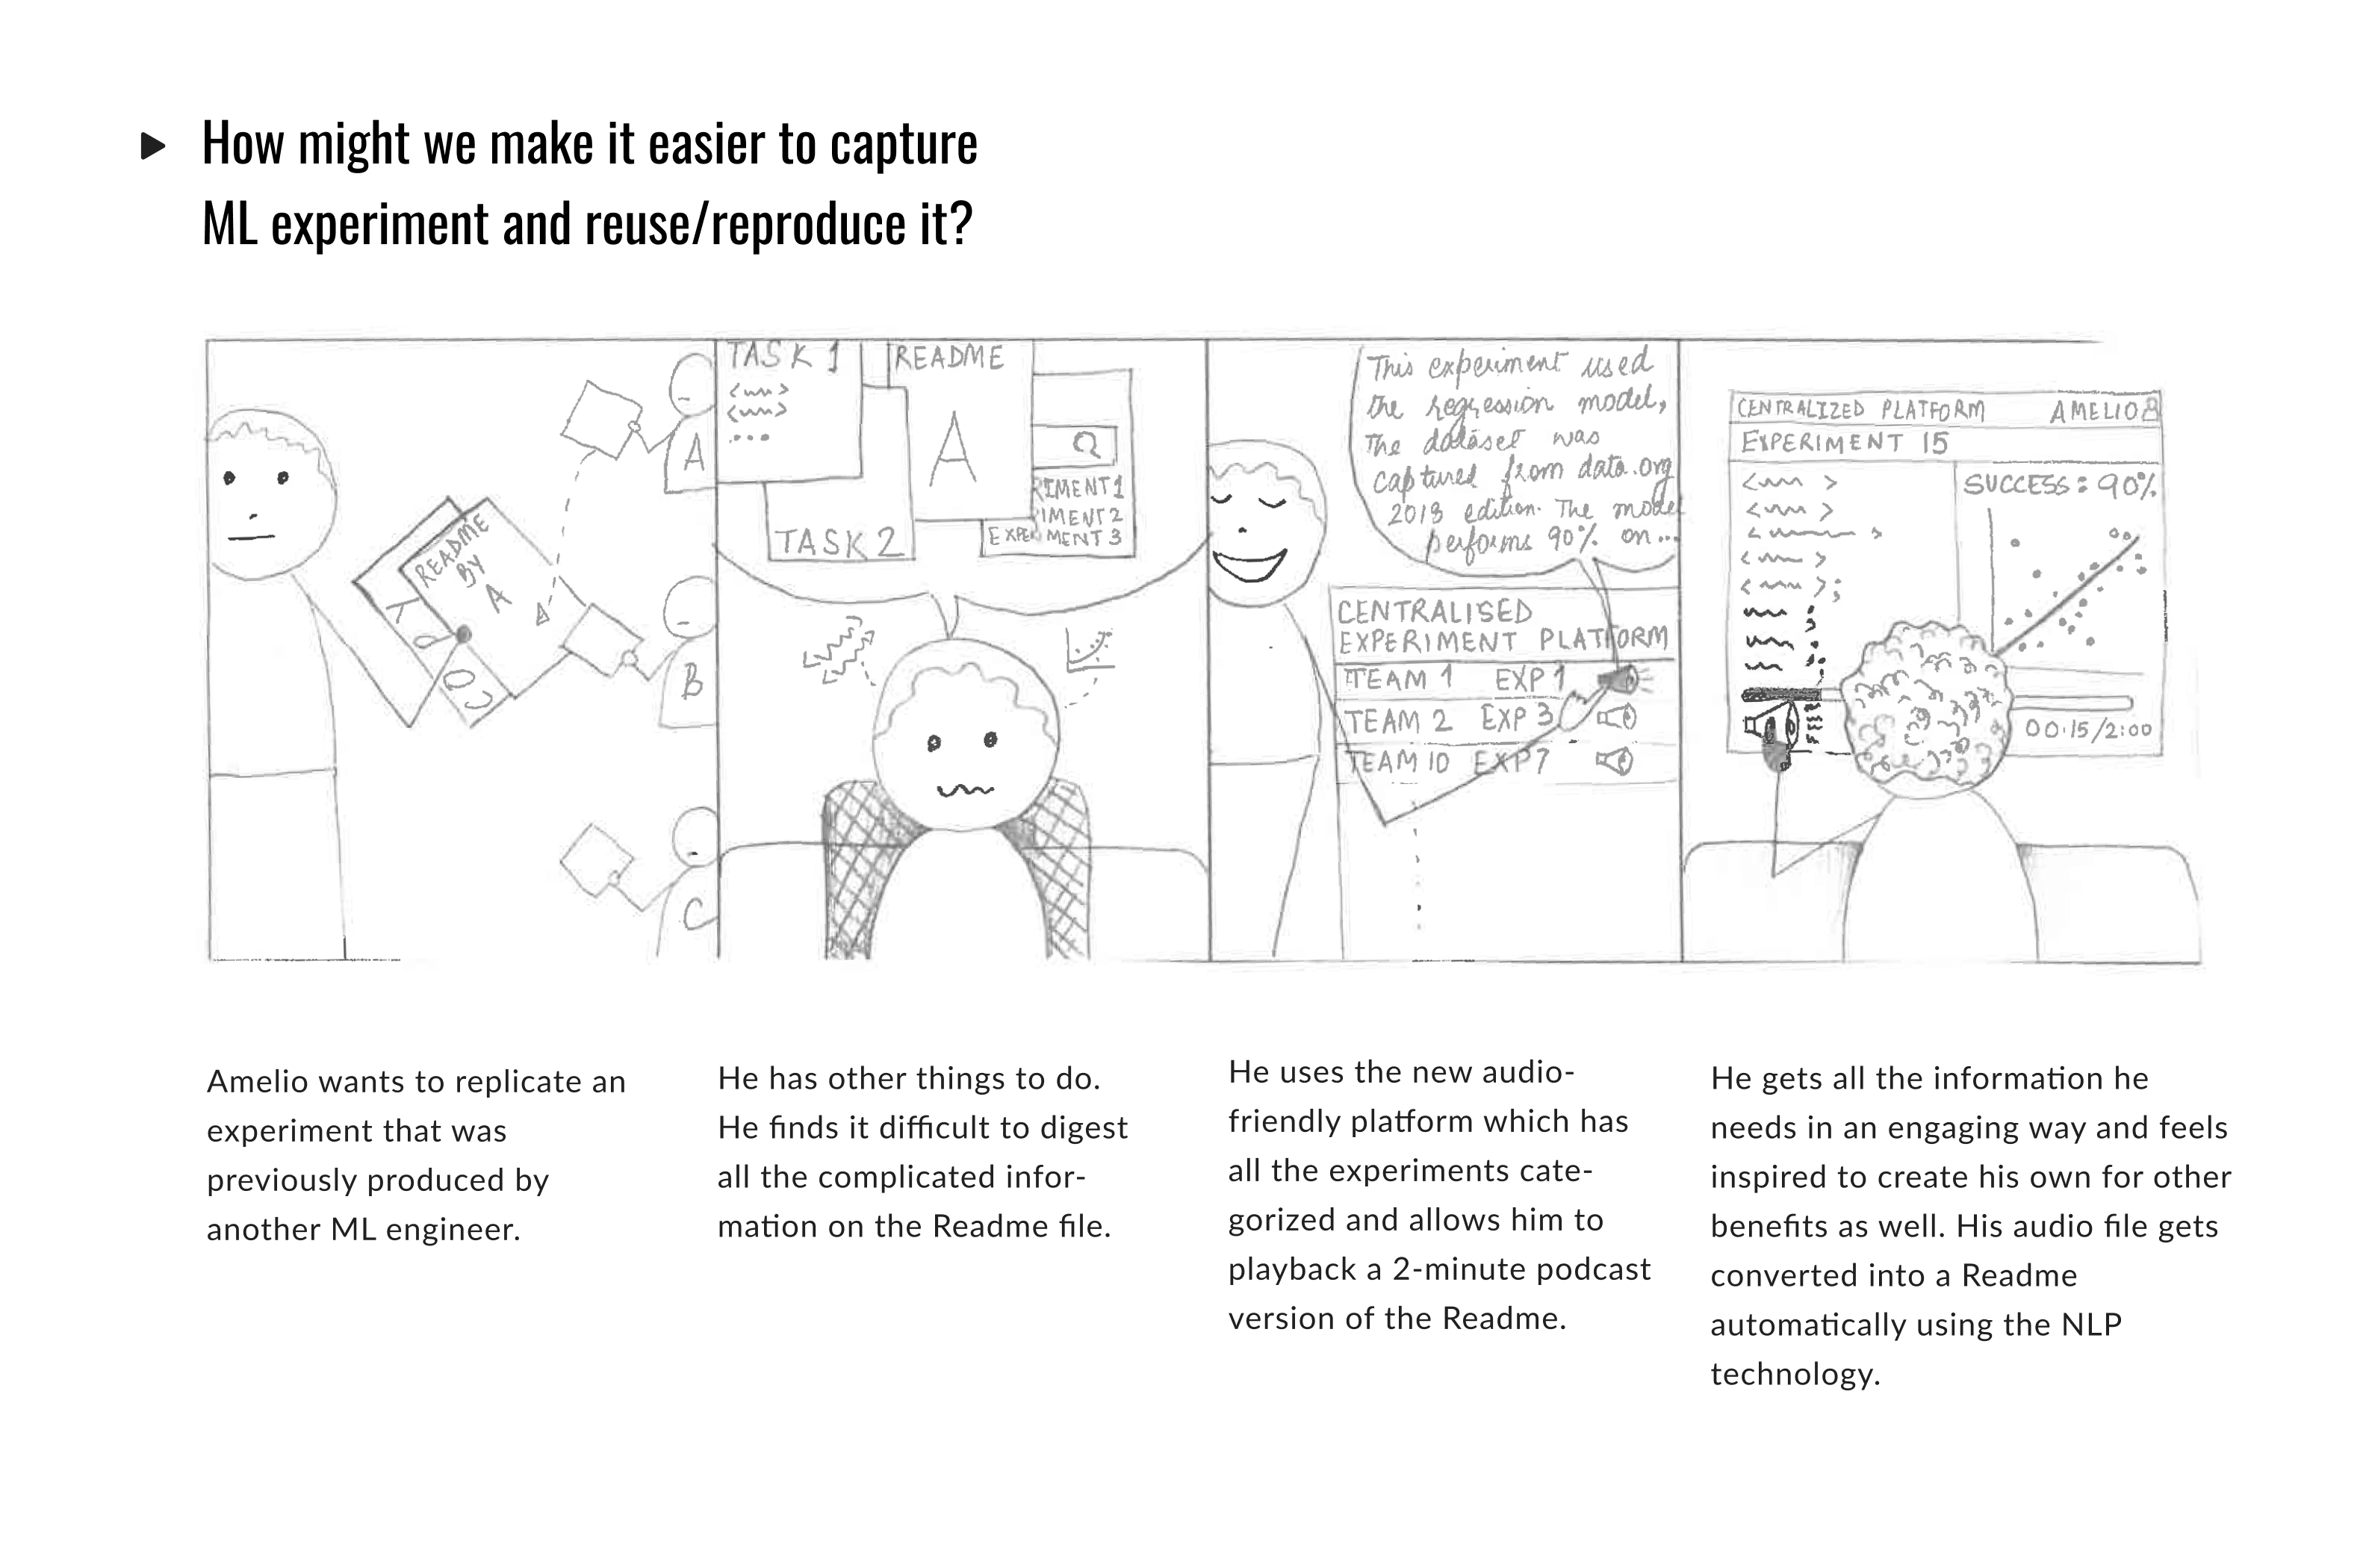 How might we make it easier to capture
ML experiment and reuse/reproduce it?
README
BY
A
A
B
C
TASK 1
TASK 2
README
A
RIMENT 1
IMENT 2
EXPERIMENT 3
This experiment used
the regression model,
The dataset was
captured from data.org
2018 edition. The model
performs 90% on...
CENTRALISED
EXPERIMENT PLATFORM
TEAM 1 EXP 1
TEAM 2 EXP 3
TEAM 10 EXP 7
CENTRALIZED PLATFORM AMELIO
EXPERIMENT 15
SUCCESS: 90%
00:15/2:00
Amelio wants to replicate an
experiment that was
previously produced by
another ML engineer.
He has other things to do.
He finds it difficult to digest
all the complicated infor-
mation on the Readme file.
He uses the new audio-
friendly platform which has
all the experiments cate-
gorized and allows him to
playback a 2-minute podcast
version of the Readme.
He gets all the information he
needs in an engaging way and feels
inspired to create his own for other
benefits as well. His audio file gets
converted into a Readme
automatically using the NLP
technology.